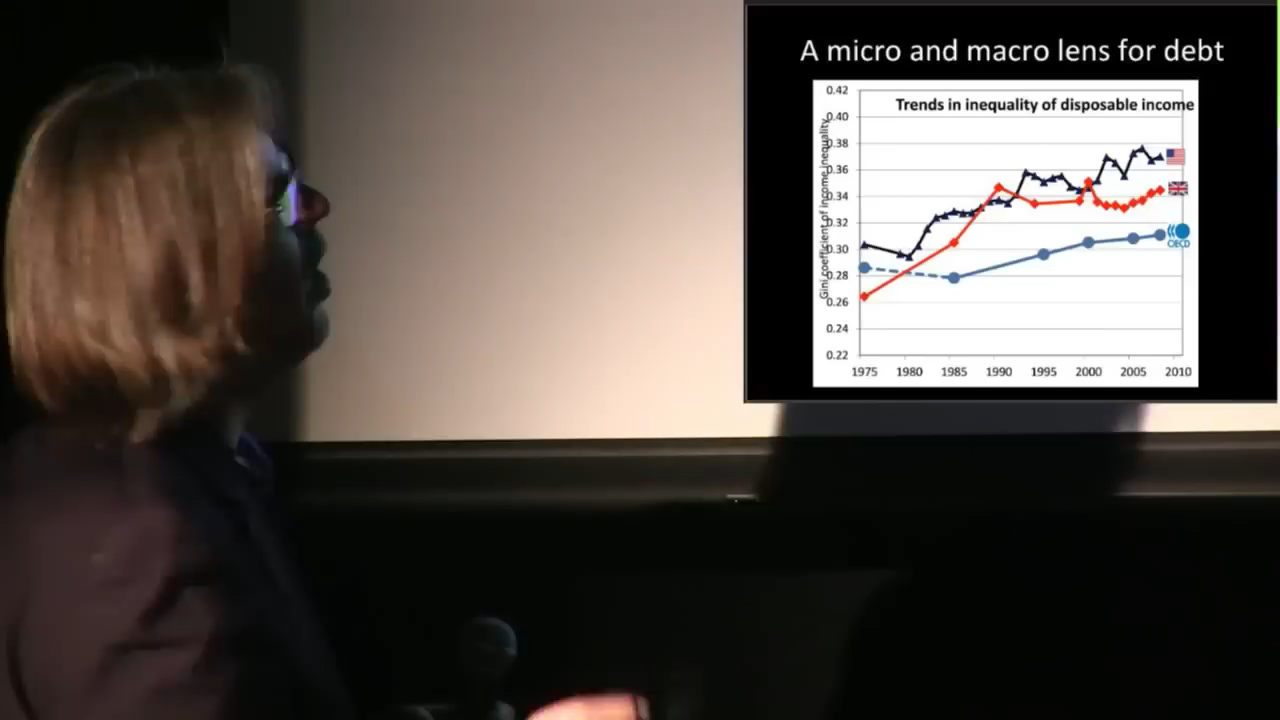 A micro and macro lens for debt
Trends in inequality of disposable income
Gini coefficient of income inequality
0.42
0.40
0.38
0.36
0.34
0.32
0.30
0.28
0.26
0.24
0.22
1975 1980 1985 1990 1995 2000 2005 2010
OECD